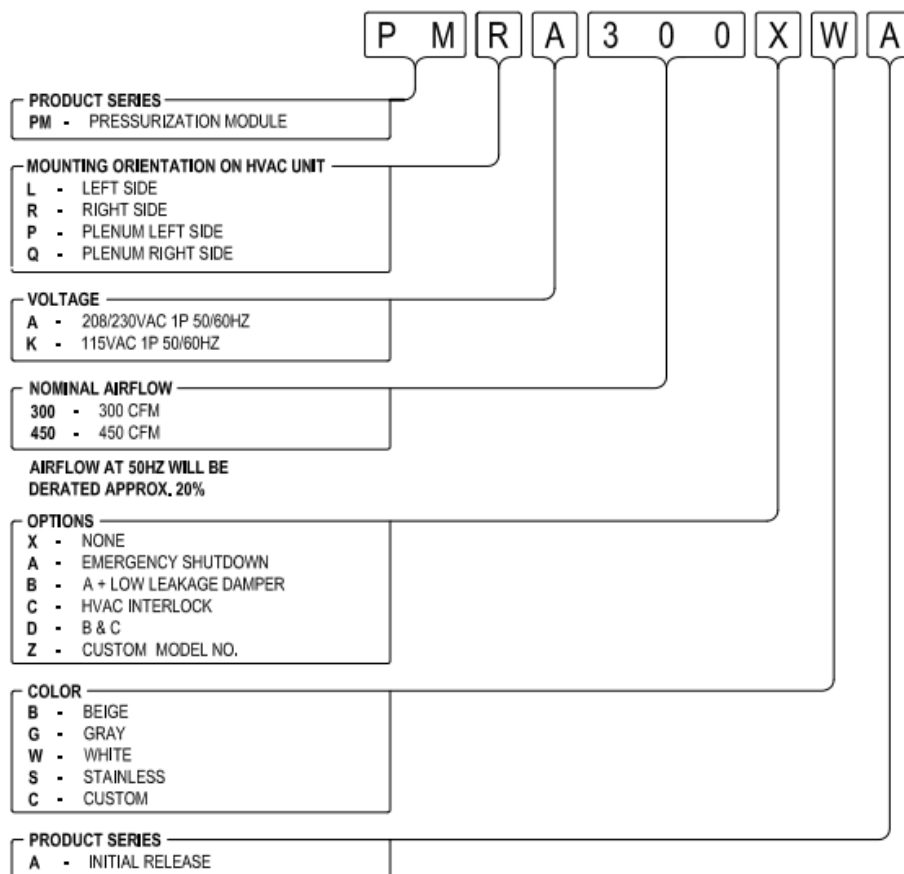 P M R A 3 0 0 X W A
PRODUCT SERIES
PM - PRESSURIZATION MODULE
MOUNTING ORIENTATION ON HVAC UNIT
L - LEFT SIDE
R - RIGHT SIDE
P - PLENUM LEFT SIDE
Q - PLENUM RIGHT SIDE
VOLTAGE
A - 208/230VAC 1P 50/60HZ
K - 115VAC 1P 50/60HZ
NOMINAL AIRFLOW
300 - 300 CFM
450 - 450 CFM
AIRFLOW AT 50HZ WILL BE
DERATED APPROX. 20%
OPTIONS
X - NONE
A - EMERGENCY SHUTDOWN
B - A + LOW LEAKAGE DAMPER
C - HVAC INTERLOCK
D - B & C
Z - CUSTOM MODEL NO.
COLOR
B - BEIGE
G - GRAY
W - WHITE
S - STAINLESS
C - CUSTOM
PRODUCT SERIES
A - INITIAL RELEASE